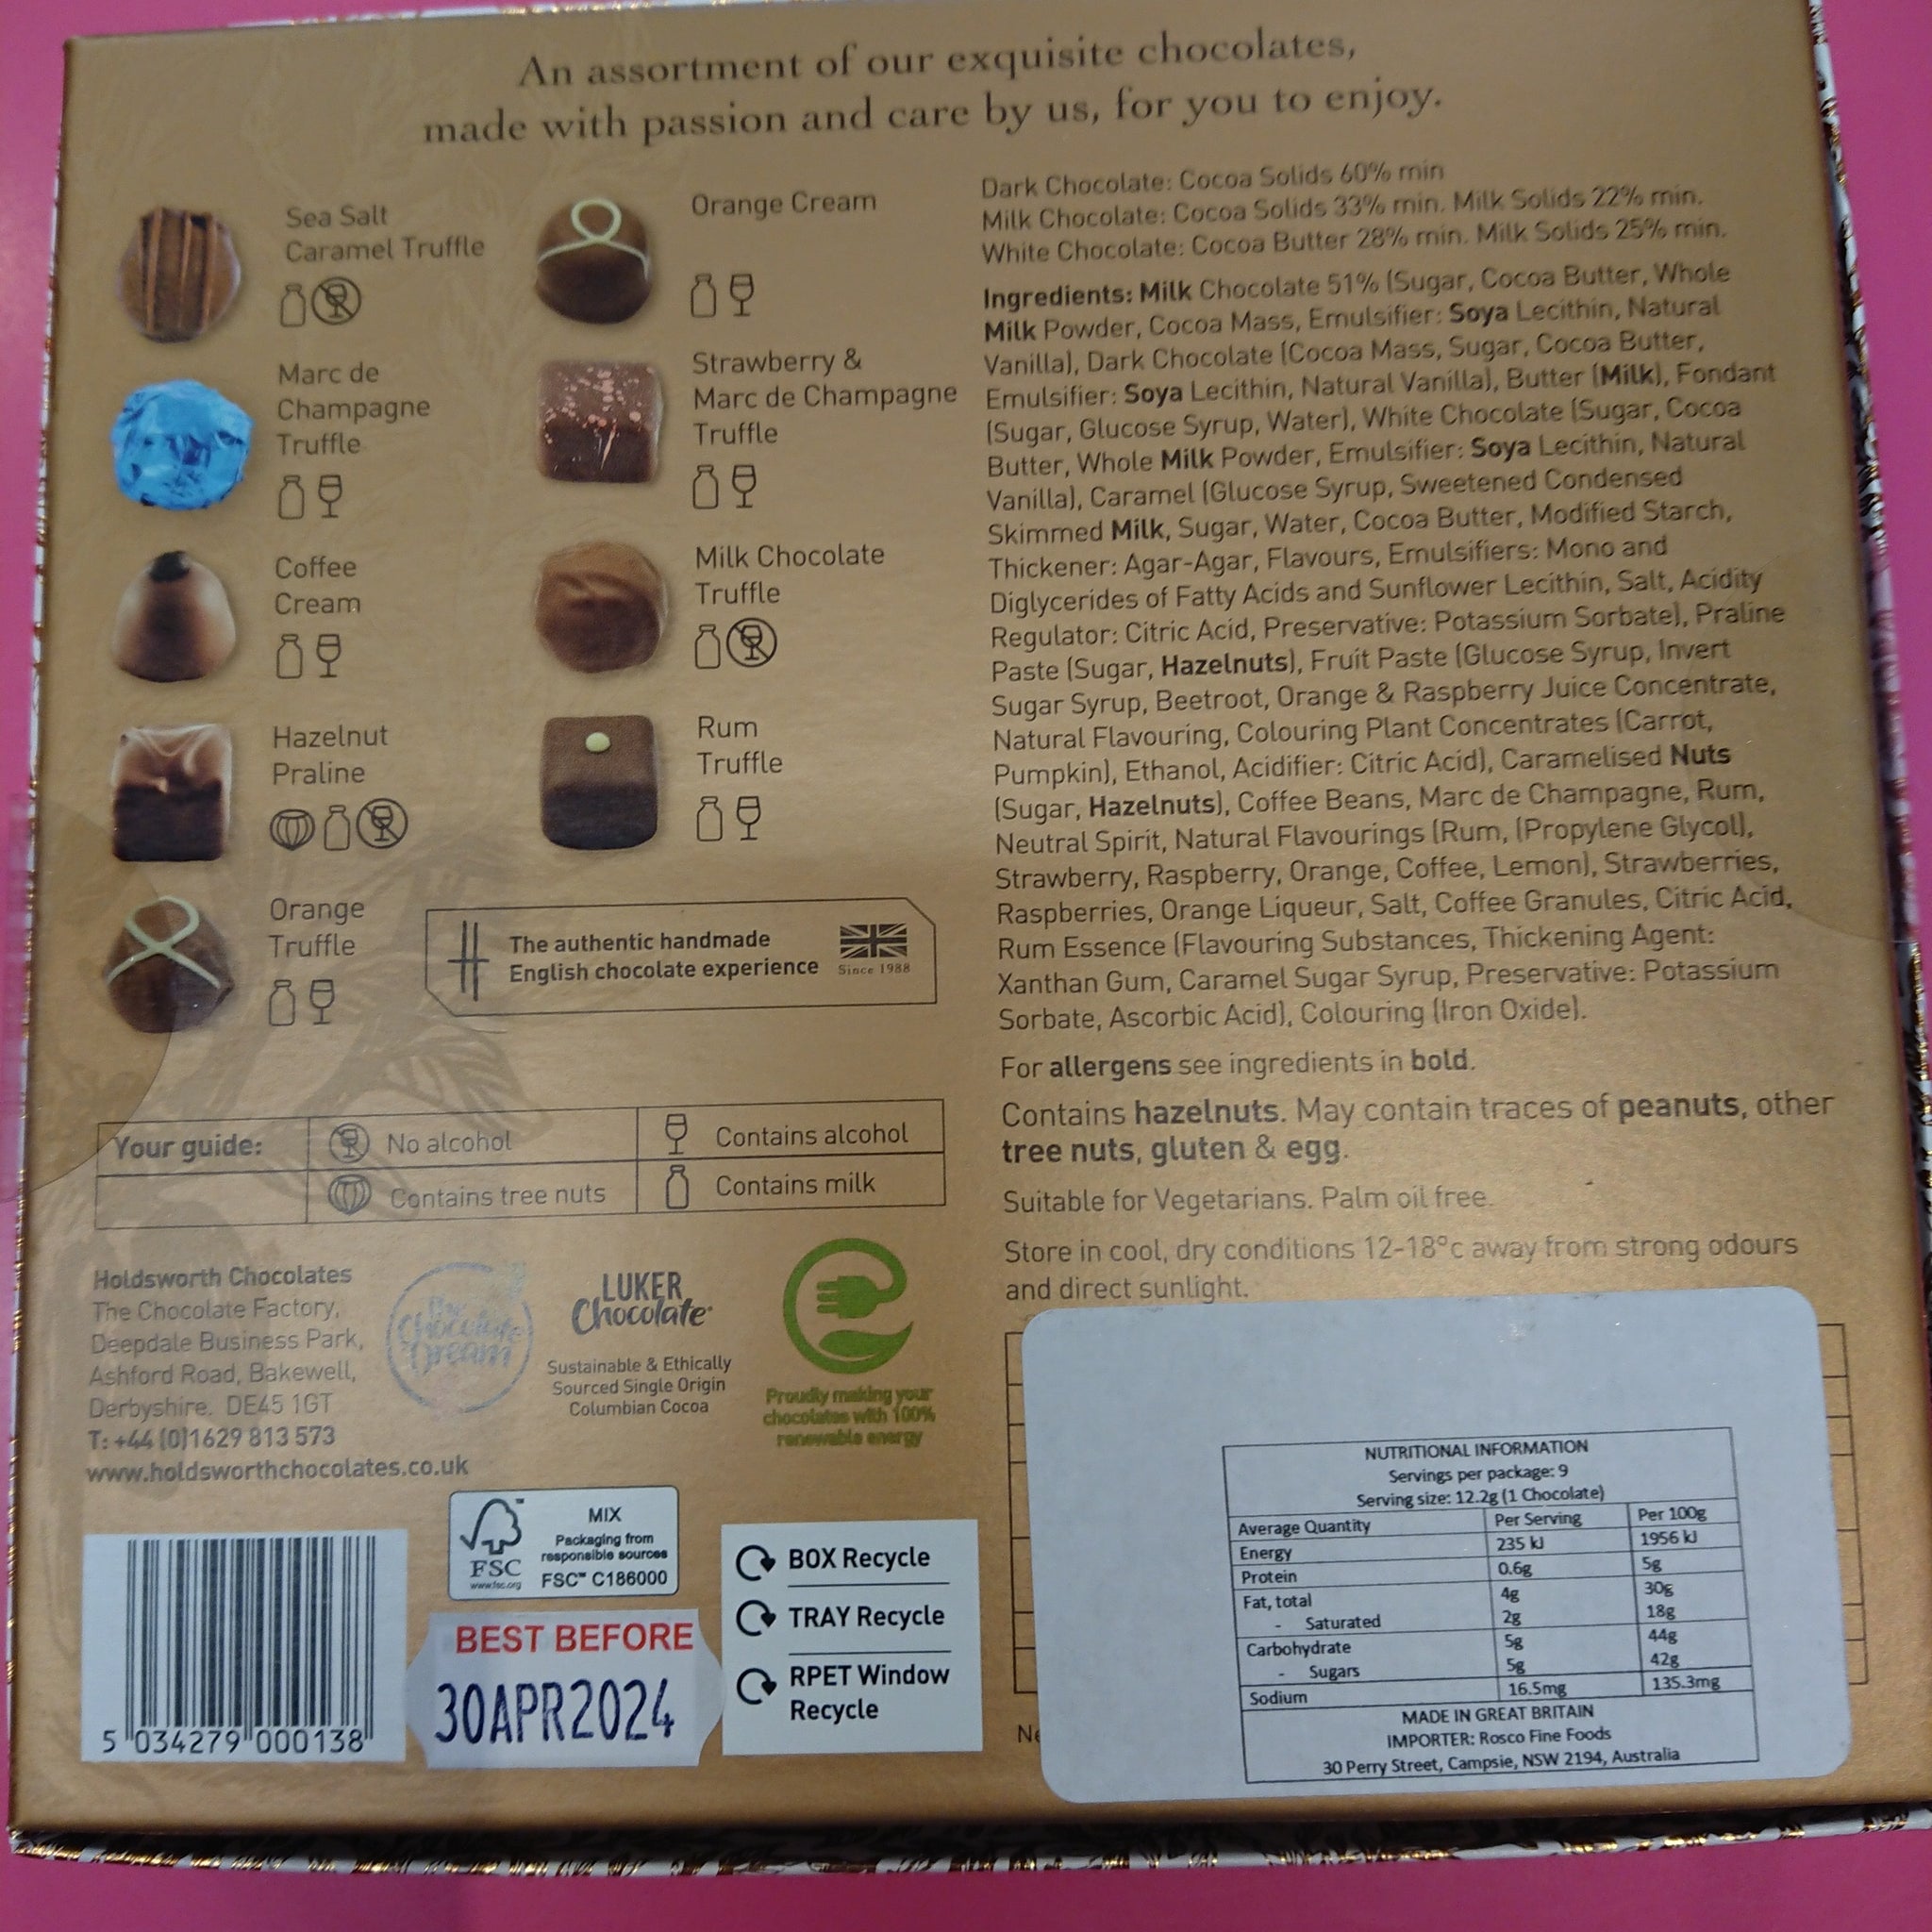 An assortment of our exquisite chocolates,
made with passion and care by us, for you to enjoy.
Sea Salt
Caramel Truffle
Marc de
Champagne
Truffle
Coffee
Cream
Hazelnut
Praline
Orange
Truffle
Orange Cream
Strawberry &
Marc de Champagne
Truffle
Milk Chocolate
Truffle
Rum
Truffle
The authentic handmade
English chocolate experience
Since 1988
Your guide:
No alcohol
Contains alcohol
Contains tree nuts
Contains milk
Holdsworth Chocolates
The Chocolate Factory,
Deepdale Business Park,
Ashford Road, Bakewell,
Derbyshire. DE45 1GT
T: +44 (0)1629 813 573
www.holdsworthchocolates.co.uk
The
Chocolate
Dream
LUKER
Chocolate
Sustainable & Ethically
Sourced Single Origin
Columbian Cocoa
Proudly making your
chocolates with 100%
renewable energy
5 034279 000138
FSC
www.fsc.org
MIX
Packaging from
responsible sources
FSC™ C186000
BEST BEFORE
30APR2024
BOX Recycle
TRAY Recycle
RPET Window
Recycle
Dark Chocolate: Cocoa Solids 60% min
Milk Chocolate: Cocoa Solids 33% min. Milk Solids 22% min.
White Chocolate: Cocoa Butter 28% min. Milk Solids 25% min.
Ingredients: Milk Chocolate 51% (Sugar, Cocoa Butter, Whole
Milk Powder, Cocoa Mass, Emulsifier: Soya Lecithin, Natural
Vanilla), Dark Chocolate (Cocoa Mass, Sugar, Cocoa Butter,
Emulsifier: Soya Lecithin, Natural Vanilla), Butter (Milk), Fondant
(Sugar, Glucose Syrup, Water), White Chocolate (Sugar, Cocoa
Butter, Whole Milk Powder, Emulsifier: Soya Lecithin, Natural
Vanilla), Caramel (Glucose Syrup, Sweetened Condensed
Skimmed Milk, Sugar, Water, Cocoa Butter, Modified Starch,
Thickener: Agar-Agar, Flavours, Emulsifiers: Mono and
Diglycerides of Fatty Acids and Sunflower Lecithin, Salt, Acidity
Regulator: Citric Acid, Preservative: Potassium Sorbate), Praline
Paste (Sugar, Hazelnuts), Fruit Paste (Glucose Syrup, Invert
Sugar Syrup, Beetroot, Orange & Raspberry Juice Concentrate,
Natural Flavouring, Colouring Plant Concentrates (Carrot,
Pumpkin), Ethanol, Acidifier: Citric Acid), Caramelised Nuts
(Sugar, Hazelnuts), Coffee Beans, Marc de Champagne, Rum,
Neutral Spirit, Natural Flavourings (Rum, (Propylene Glycol),
Strawberry, Raspberry, Orange, Coffee, Lemon), Strawberries,
Raspberries, Orange Liqueur, Salt, Coffee Granules, Citric Acid,
Rum Essence (Flavouring Substances, Thickening Agent:
Xanthan Gum, Caramel Sugar Syrup, Preservative: Potassium
Sorbate, Ascorbic Acid), Colouring (Iron Oxide).
For allergens see ingredients in bold.
Contains hazelnuts. May contain traces of peanuts, other
tree nuts, gluten & egg.
Suitable for Vegetarians. Palm oil free.
Store in cool, dry conditions 12-18°c away from strong odours
and direct sunlight.
NUTRITIONAL INFORMATION
Servings per package: 9
Serving size: 12.2g (1 Chocolate)
Average Quantity Per Serving Per 100g
Energy 235 kJ 1956 kJ
Protein 0.6g 5g
Fat, total 4g 30g
- Saturated 2g 18g
Carbohydrate 5g 44g
- Sugars 5g 42g
Sodium 16.5mg 135.3mg
MADE IN GREAT BRITAIN
IMPORTER: Rosco Fine Foods
30 Perry Street, Campsie, NSW 2194, Australia